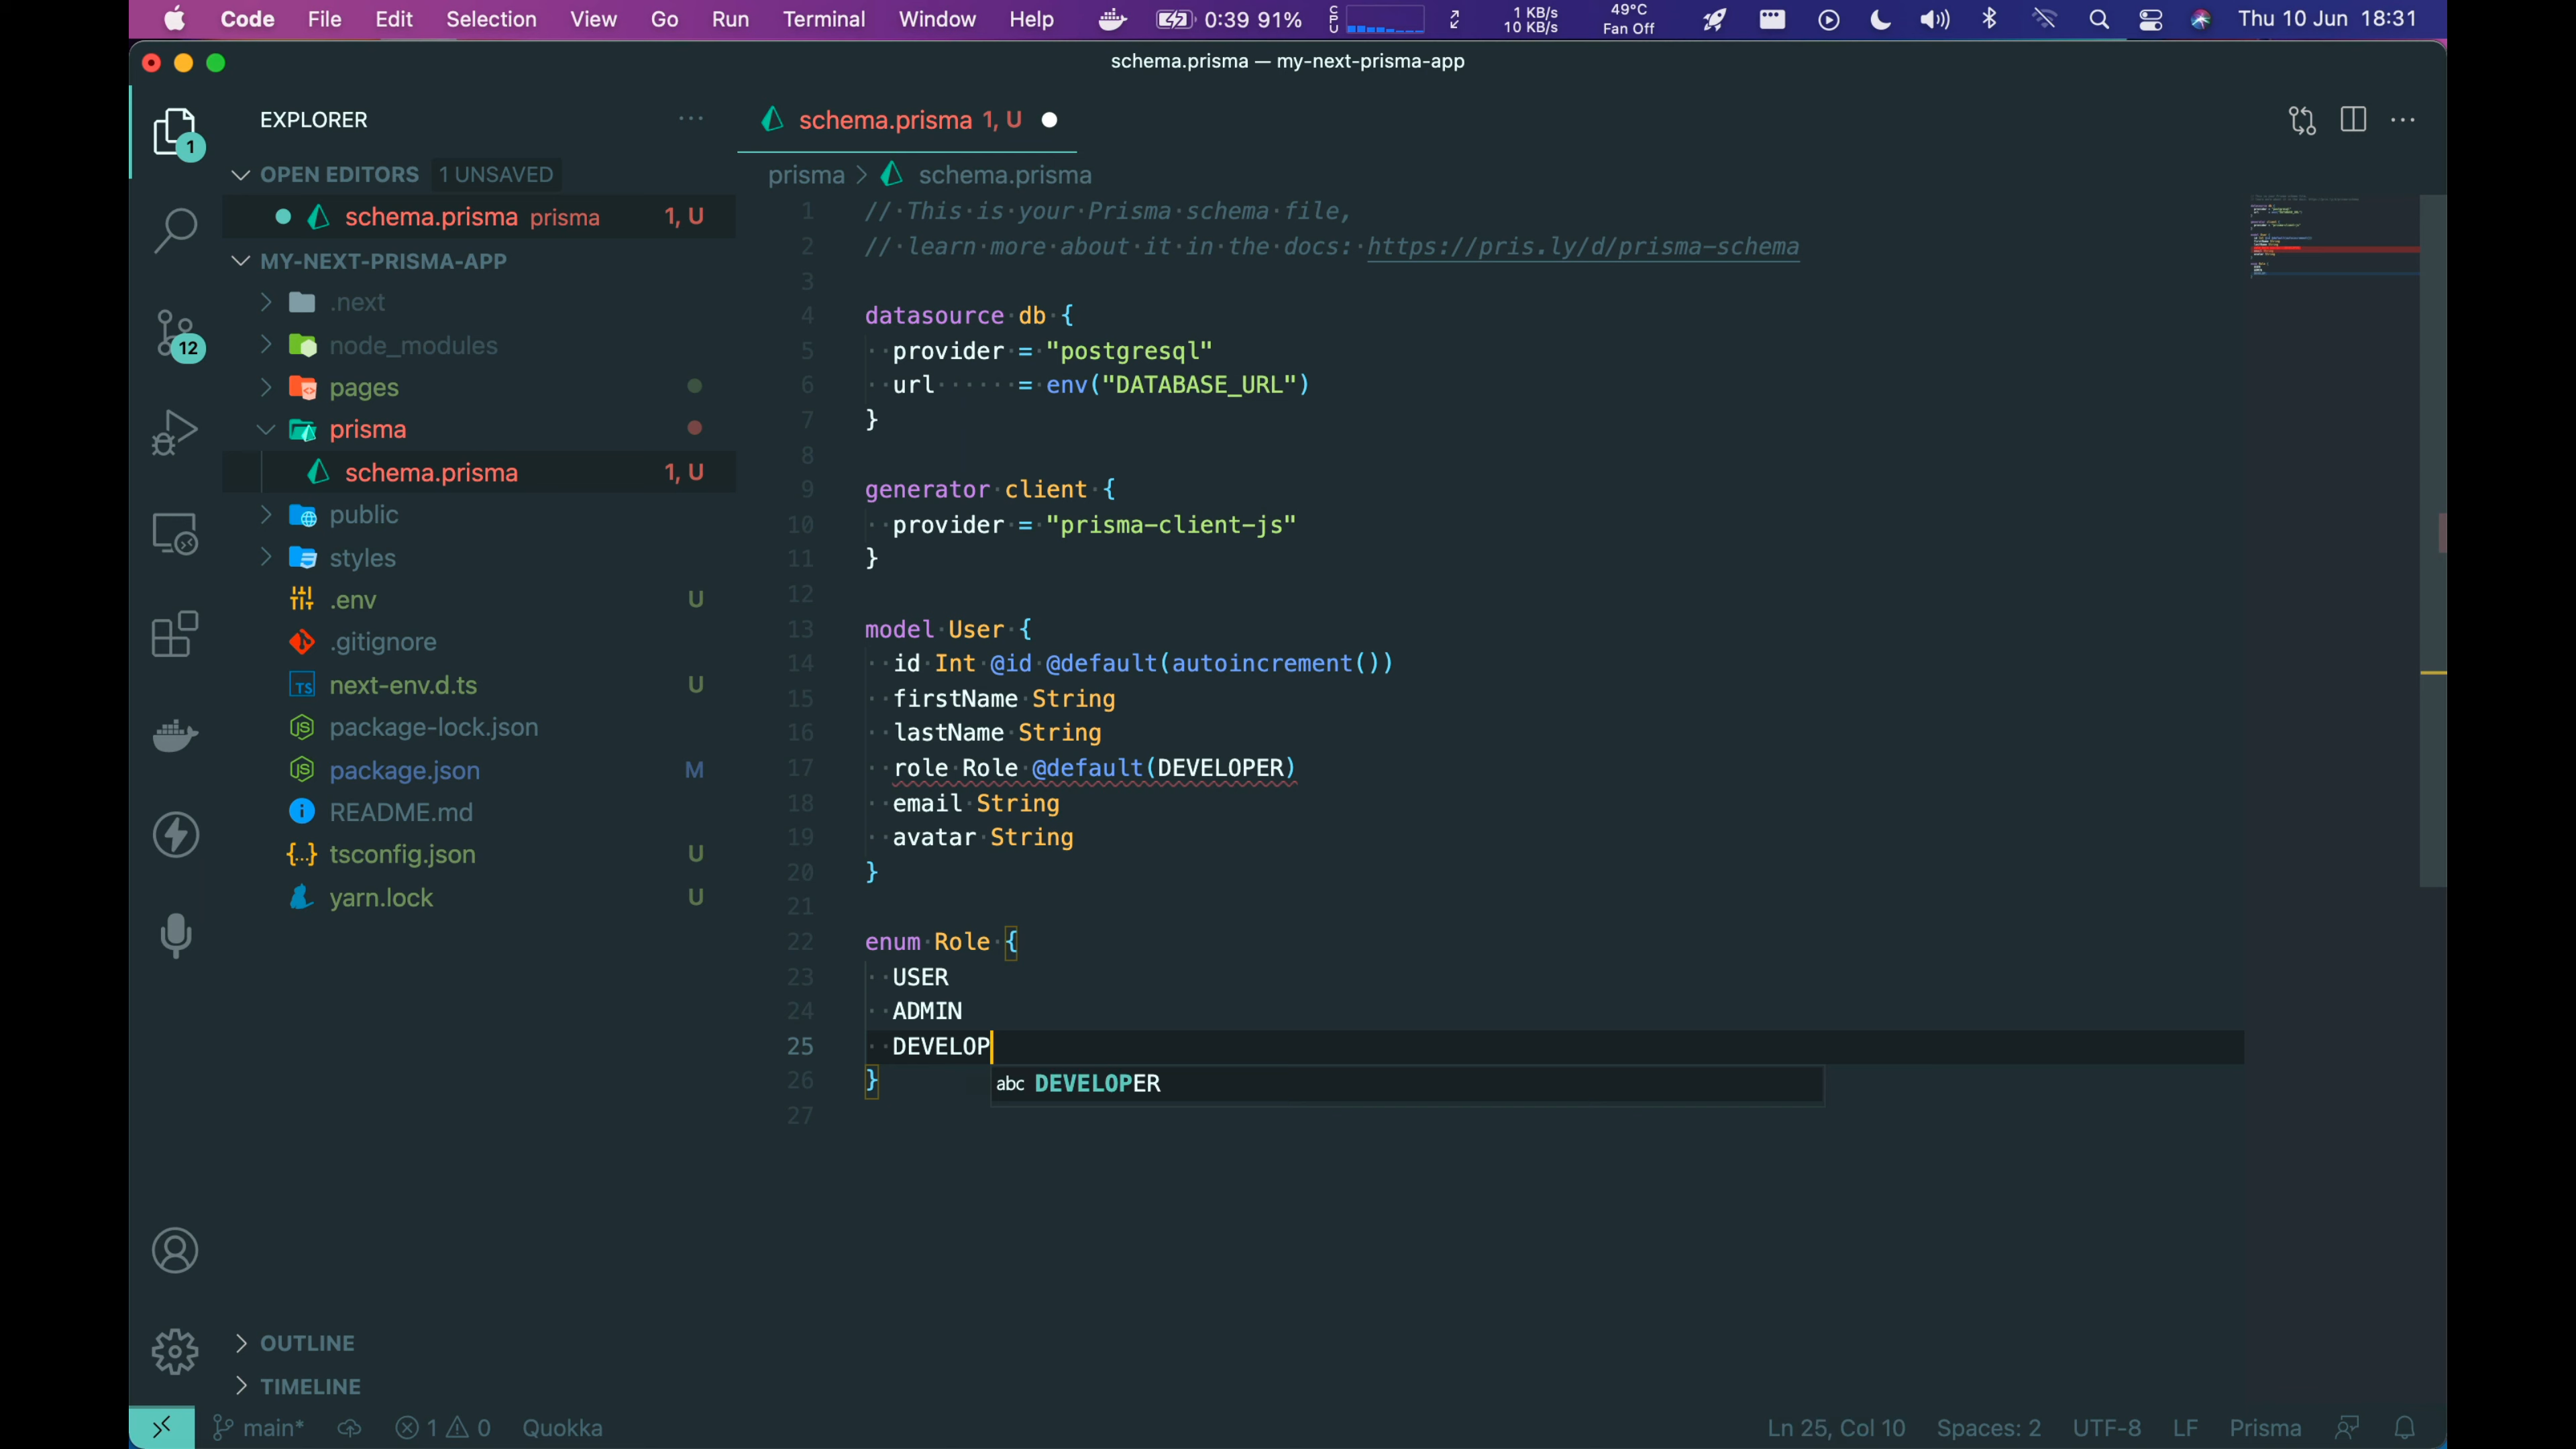 Code File Edit Selection View Go Run Terminal Window Help 0:39 91% CPU 1 KB/s 10 KB/s 49°C Fan Off Thu 10 Jun 18:31
schema.prisma — my-next-prisma-app
EXPLORER
1
OPEN EDITORS 1 UNSAVED
schema.prisma prisma 1, U
MY-NEXT-PRISMA-APP
.next
12
node_modules
pages
prisma
schema.prisma 1, U
public
styles
.env U
.gitignore
next-env.d.ts U
package-lock.json
package.json M
README.md
tsconfig.json U
yarn.lock U
OUTLINE
TIMELINE
schema.prisma 1, U
prisma > schema.prisma
1 // This is your Prisma schema file,
2 // learn more about it in the docs: https://pris.ly/d/prisma-schema
3
4 datasource db {
5 provider = "postgresql"
6 url = env("DATABASE_URL")
7 }
8
9 generator client {
10 provider = "prisma-client-js"
11 }
12
13 model User {
14 id Int @id @default(autoincrement())
15 firstName String
16 lastName String
17 role Role @default(DEVELOPER)
18 email String
19 avatar String
20 }
21
22 enum Role {
23 USER
24 ADMIN
25 DEVELOP
26 }
abc DEVELOPER
27
main* 1 0 Quokka Ln 25, Col 10 Spaces: 2 UTF-8 LF Prisma